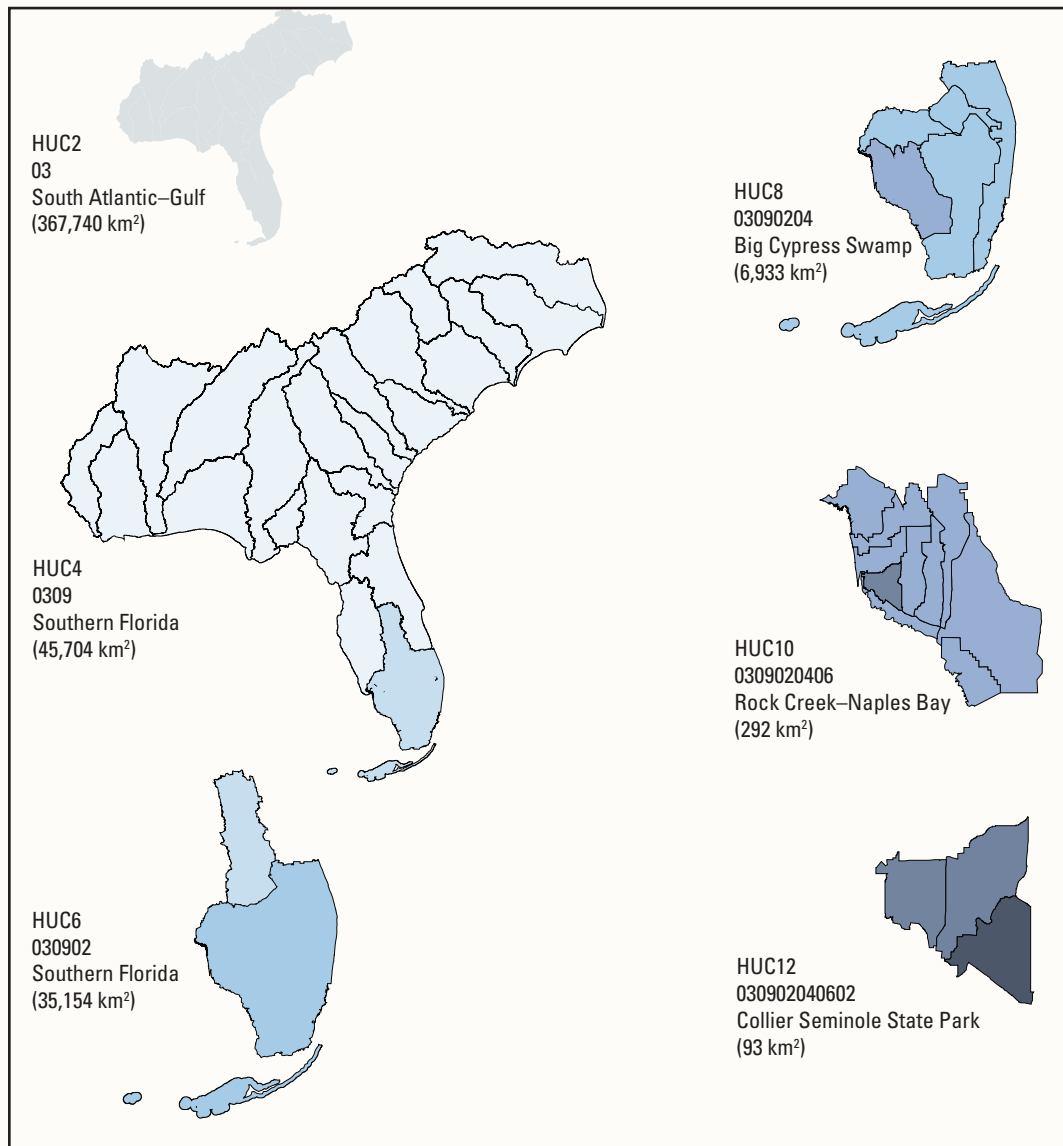 HUC2
03
South Atlantic–Gulf
(367,740 km²)
HUC4
0309
Southern Florida
(45,704 km²)
HUC6
030902
Southern Florida
(35,154 km²)
HUC8
03090204
Big Cypress Swamp
(6,933 km²)
HUC10
0309020406
Rock Creek–Naples Bay
(292 km²)
HUC12
030902040602
Collier Seminole State Park
(93 km²)